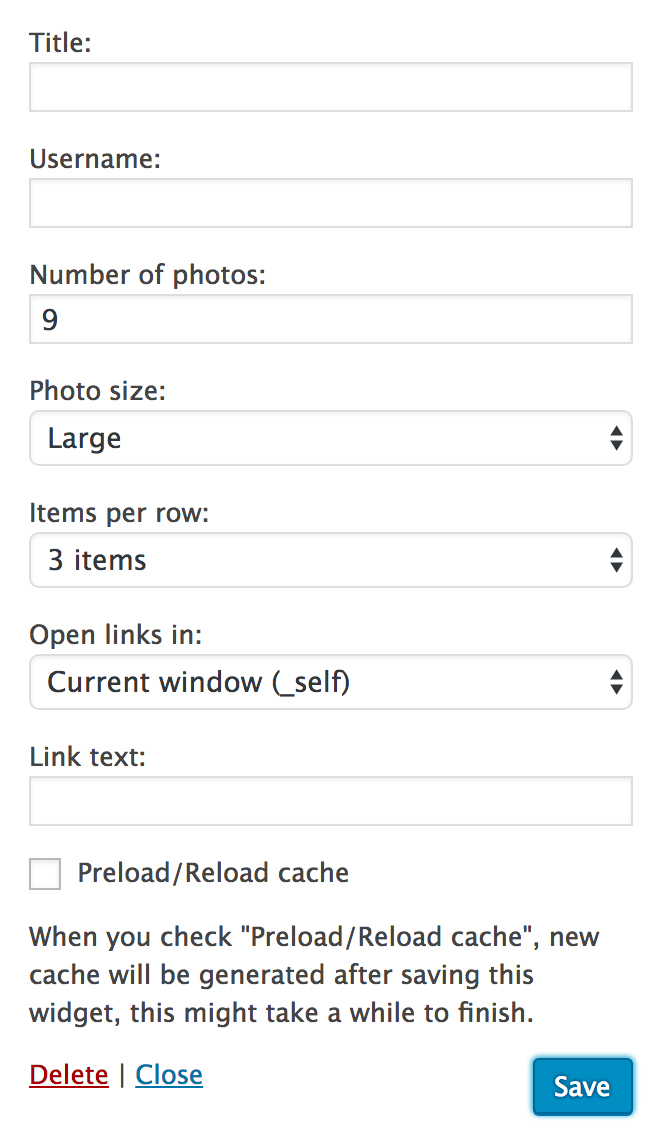 Title:
Username:
Number of photos:
9
Photo size:
Large
Items per row:
3 items
Open links in:
Current window (_self)
Link text:
Preload/Reload cache
When you check "Preload/Reload cache", new
cache will be generated after saving this
widget, this might take a while to finish.
Delete | Close
Save